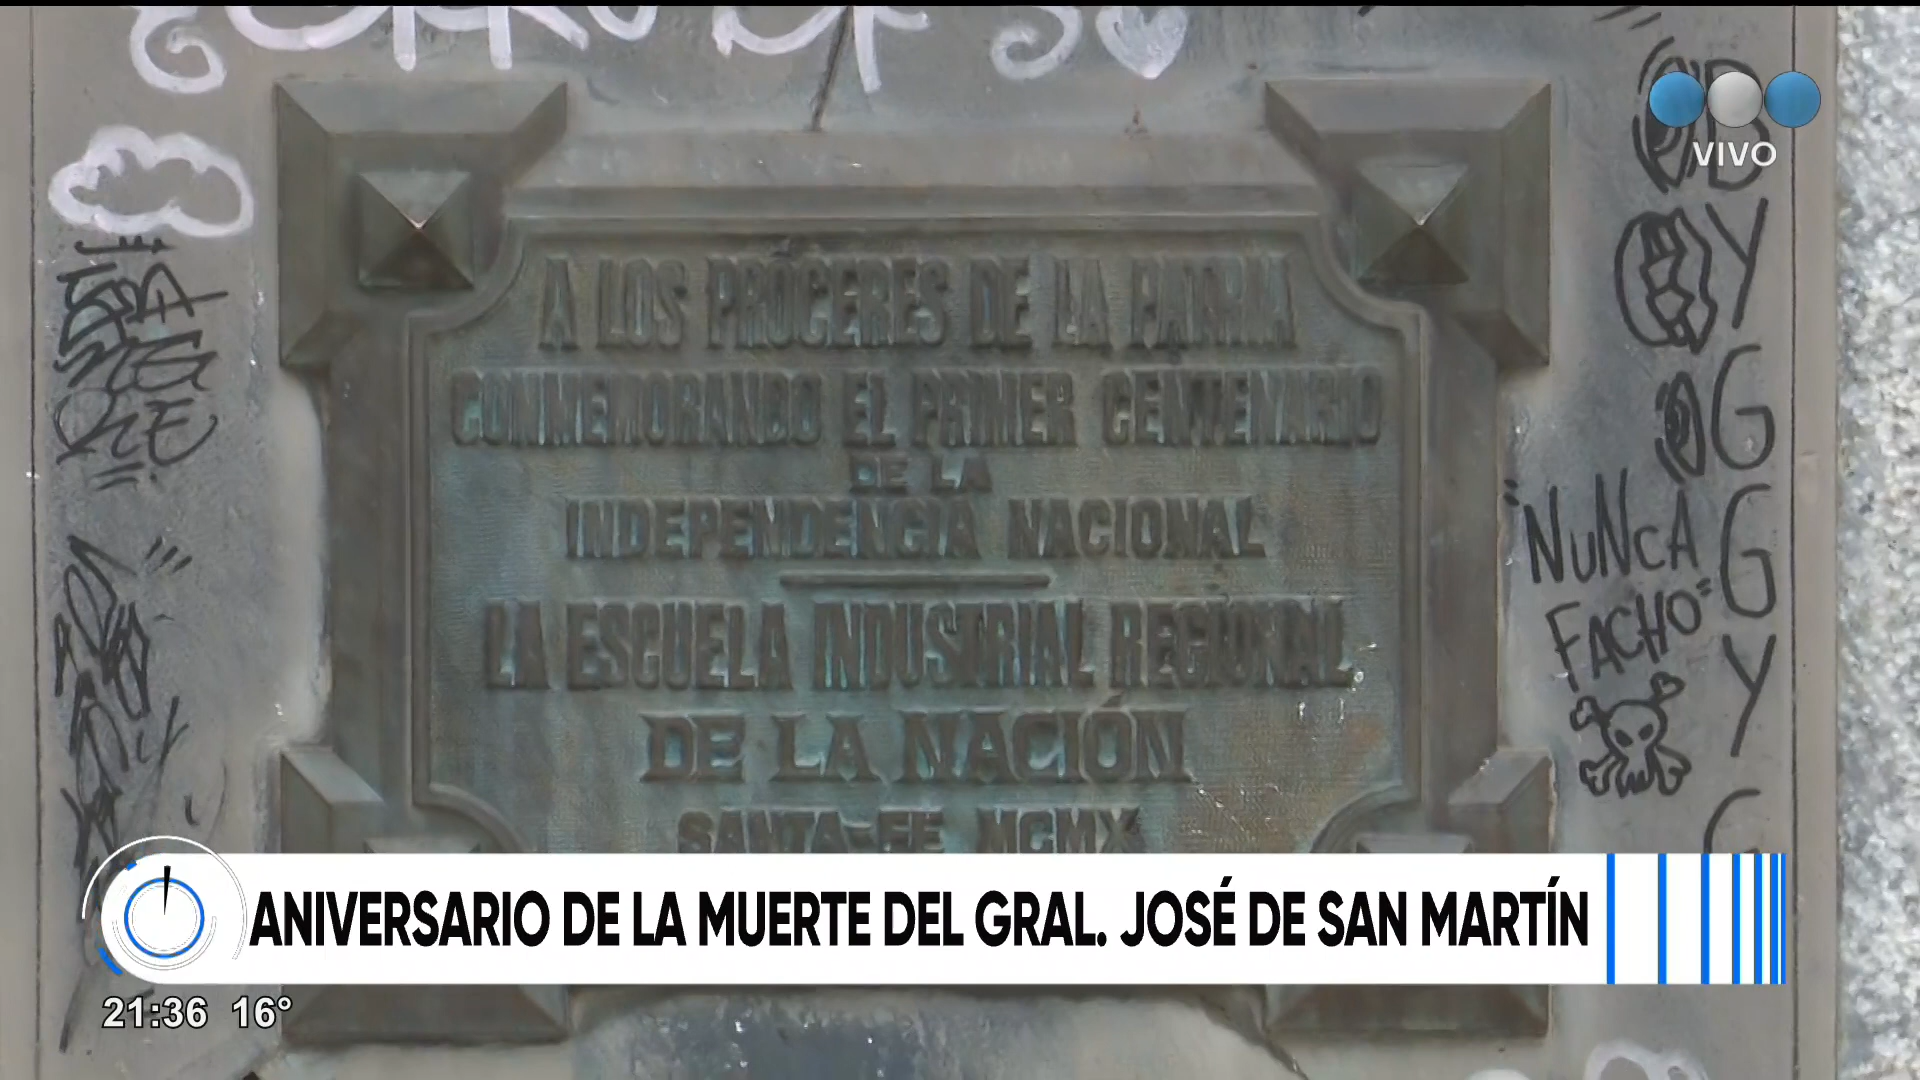 VIVO
A LOS PRÓCERES DE LA PATRIA
CONMEMORANDO EL PRIMER CENTENARIO
DE LA
INDEPENDENCIA NACIONAL
LA ESCUELA INDUSTRIAL REGIONAL
DE LA NACIÓN
SANTA-FE MCMX
"NUNCA
FACHO"
Y
G
G
Y
ANIVERSARIO DE LA MUERTE DEL GRAL. JOSÉ DE SAN MARTÍN
21:36 16°